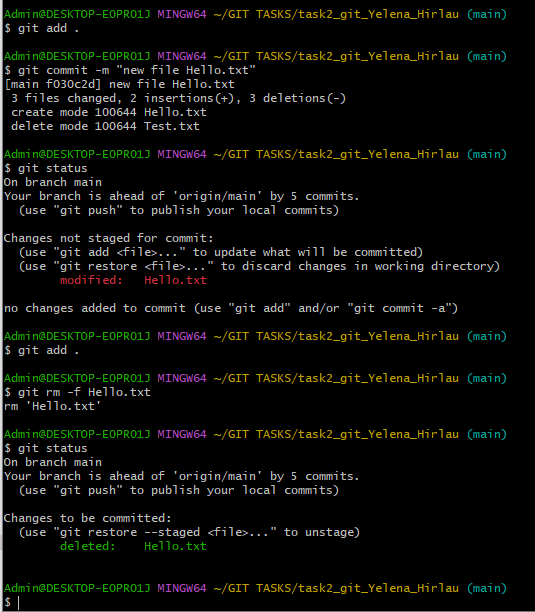 Admin@DESKTOP-EOPRO1J MINGW64 ~/GIT TASKS/task2_git_Yelena_Hirlau (main)
$ git add .
Admin@DESKTOP-EOPRO1J MINGW64 ~/GIT TASKS/task2_git_Yelena_Hirlau (main)
$ git commit -m "new file Hello.txt"
[main f030c2d] new file Hello.txt
 3 files changed, 2 insertions(+), 3 deletions(-)
 create mode 100644 Hello.txt
 delete mode 100644 Test.txt
Admin@DESKTOP-EOPRO1J MINGW64 ~/GIT TASKS/task2_git_Yelena_Hirlau (main)
$ git status
On branch main
Your branch is ahead of 'origin/main' by 5 commits.
  (use "git push" to publish your local commits)
Changes not staged for commit:
  (use "git add <file>..." to update what will be committed)
  (use "git restore <file>..." to discard changes in working directory)
        modified:   Hello.txt
no changes added to commit (use "git add" and/or "git commit -a")
Admin@DESKTOP-EOPRO1J MINGW64 ~/GIT TASKS/task2_git_Yelena_Hirlau (main)
$ git add .
Admin@DESKTOP-EOPRO1J MINGW64 ~/GIT TASKS/task2_git_Yelena_Hirlau (main)
$ git rm -f Hello.txt
rm 'Hello.txt'
Admin@DESKTOP-EOPRO1J MINGW64 ~/GIT TASKS/task2_git_Yelena_Hirlau (main)
$ git status
On branch main
Your branch is ahead of 'origin/main' by 5 commits.
  (use "git push" to publish your local commits)
Changes to be committed:
  (use "git restore --staged <file>..." to unstage)
        deleted:    Hello.txt
Admin@DESKTOP-EOPRO1J MINGW64 ~/GIT TASKS/task2_git_Yelena_Hirlau (main)
$